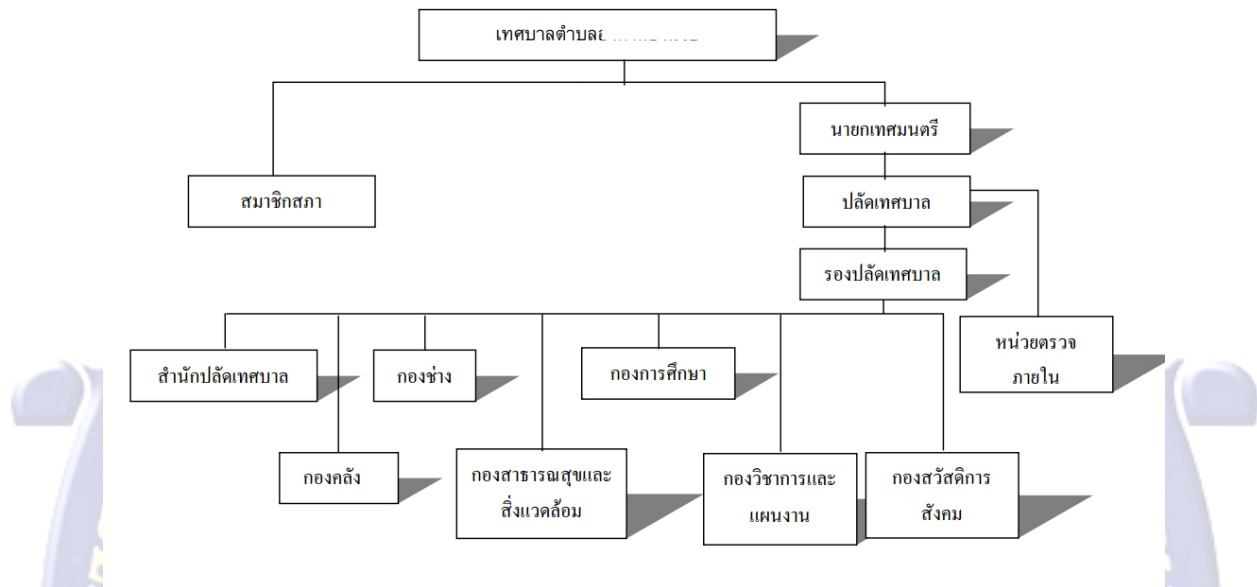 เทศบาลตำบล
นายกเทศมนตรี
สมาชิกสภา
ปลัดเทศบาล
รองปลัดเทศบาล
หน่วยตรวจ
ภายใน
สำนักปลัดเทศบาล
กองช่าง
กองการศึกษา
กองคลัง
กองสาธารณสุขและ
สิ่งแวดล้อม
กองวิชาการและ
แผนงาน
กองสวัสดิการ
สังคม